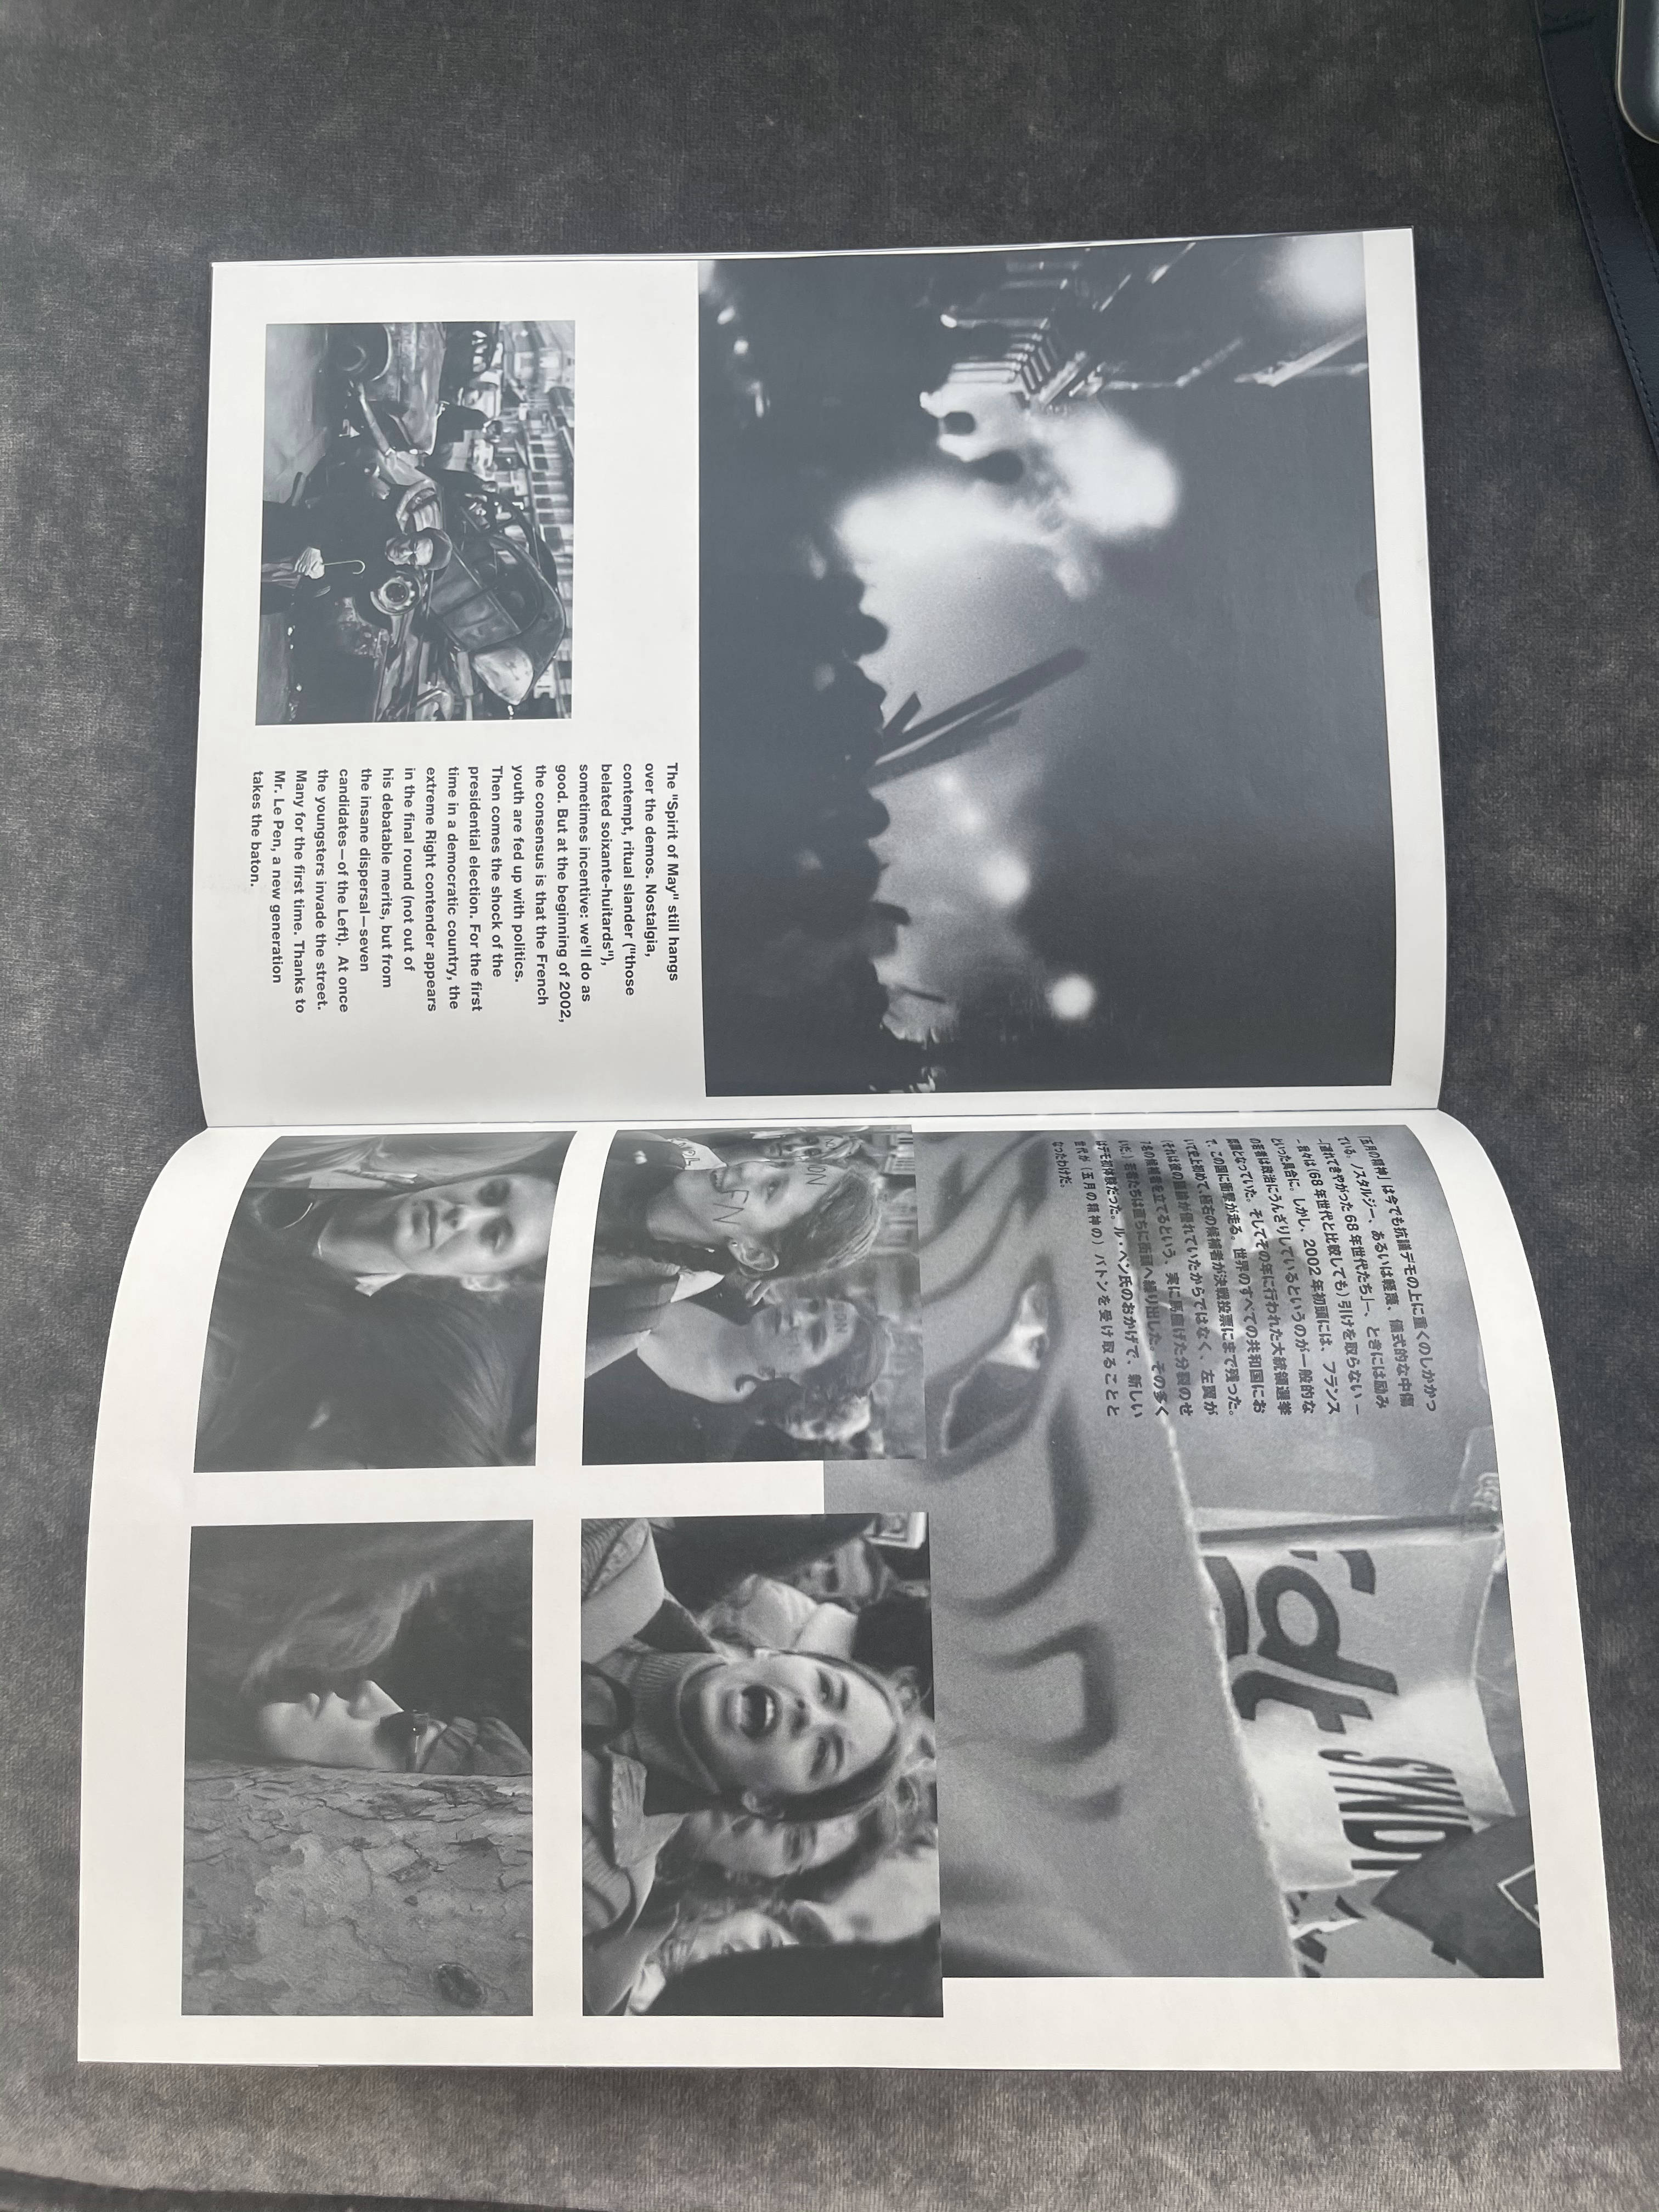 The "Spirit of May" still hangs
over the demos. Nostalgia,
contempt, ritual slander ("those
belated soixante-huitards"),
sometimes incentive: we'll do as
good. But at the beginning of 2002,
the consensus is that the French
youth are fed up with politics.
Then comes the shock of the
presidential election. For the first
time in a democratic country, the
extreme Right contender appears
in the final round (not out of
his debatable merits, but from
the insane dispersal—seven
candidates—of the Left). At once
the youngsters invade the street.
Many for the first time. Thanks to
Mr. Le Pen, a new generation
takes the baton.
「五月の精神」は今でも抗議デモの上に重くのしかかっ
ている。ノスタルジー、あるいは軽蔑、儀式的な中傷
–「遅れてきやがった 68 年世代たち」–、ときには励み
– 我々は(68 年世代と比較しても) 引けを取らない –
といった具合に。しかし、2002 年初頭には、フランス
の若者は政治にうんざりしているというのが一般的な
認識となっていた。そしてその年に行われた大統領選挙
で、この国に衝撃が走る。世界のすべての共和国にお
いて史上初めて、極右の候補者が決戦投票にまで残った。
(それは彼の議論が優れていたからではなく、左翼が
7名の候補者を立てるという、実に馬鹿げた分裂のせ
いだ。) 若者たちは直ちに街頭へ繰り出した。その多く
はデモ初体験だった。ル・ペン氏のおかげで、新しい
世代が〔五月の精神の〕バトンを受け取ることと
なったわけだ。
fdt
SYNDI
NON
FN
NON